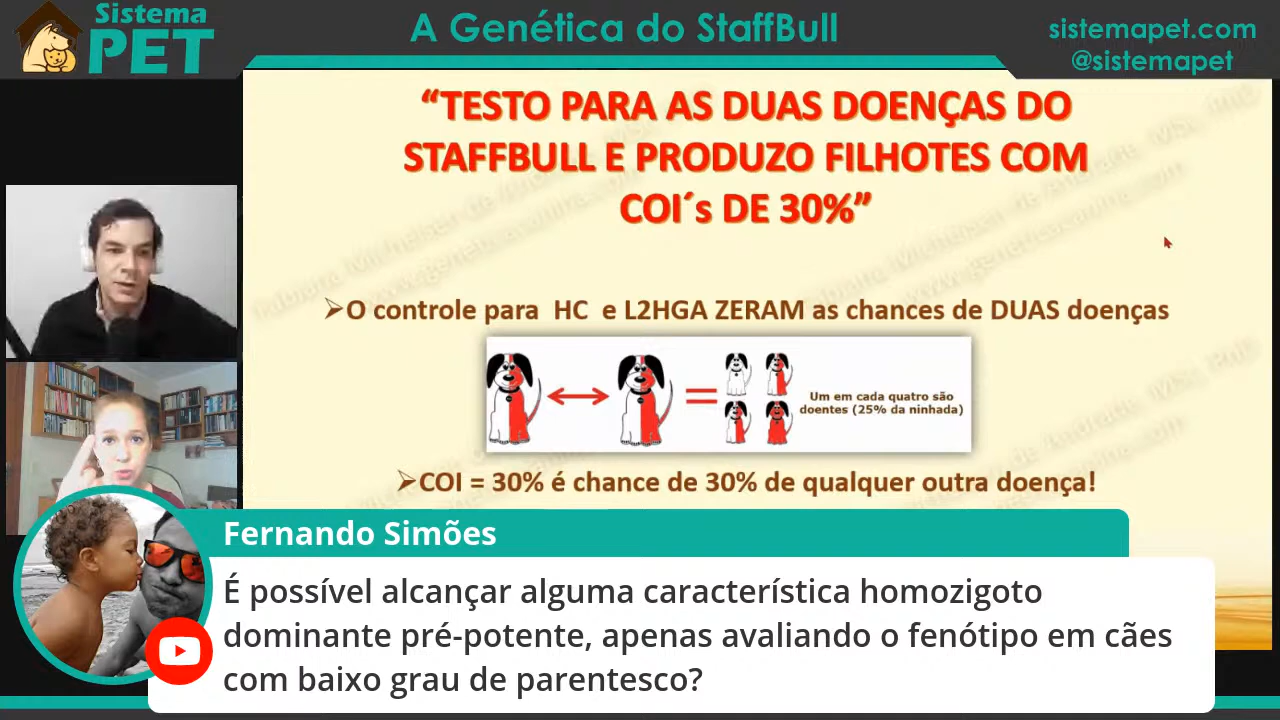 Sistema
PET
A Genética do StaffBull
sistemapet.com
@sistemapet
“TESTO PARA AS DUAS DOENÇAS DO
STAFFBULL E PRODUZO FILHOTES COM
COI´s DE 30%”
O controle para HC e L2HGA ZERAM as chances de DUAS doenças
Um em cada quatro são
doentes (25% da ninhada)
COI = 30% é chance de 30% de qualquer outra doença!
Fernando Simões
É possível alcançar alguma característica homozigoto
dominante pré-potente, apenas avaliando o fenótipo em cães
com baixo grau de parentesco?